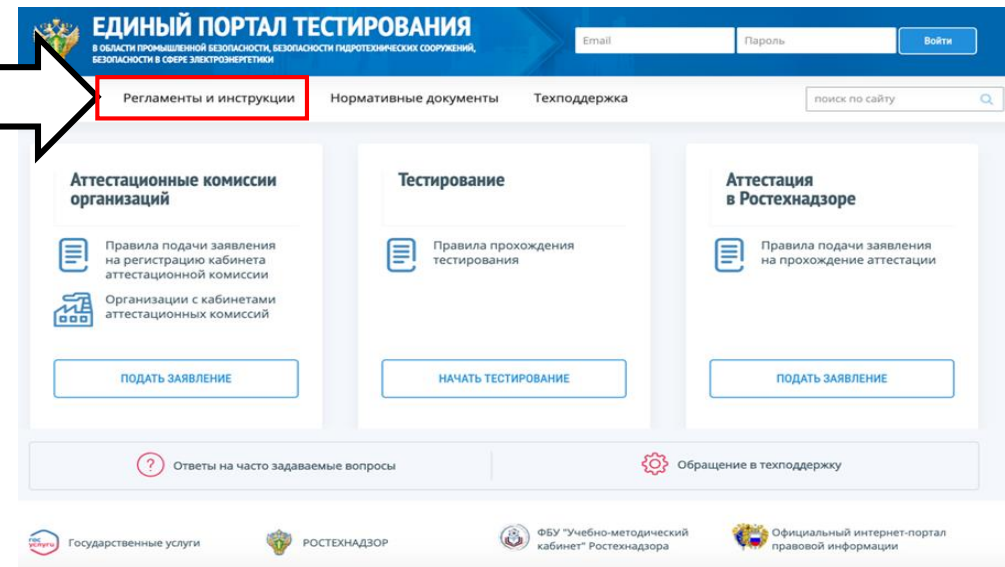 ЕДИНЫЙ ПОРТАЛ ТЕСТИРОВАНИЯ
В ОБЛАСТИ ПРОМЫШЛЕННОЙ БЕЗОПАСНОСТИ, БЕЗОПАСНОСТИ ГИДРОТЕХНИЧЕСКИХ СООРУЖЕНИЙ,
БЕЗОПАСНОСТИ В СФЕРЕ ЭЛЕКТРОЭНЕРГЕТИКИ
Email
Пароль
Войти
Регламенты и инструкции
Нормативные документы
Техподдержка
поиск по сайту
Аттестационные комиссии
организаций
Правила подачи заявления
на регистрацию кабинета
аттестационной комиссии
Организации с кабинетами
аттестационных комиссий
ПОДАТЬ ЗАЯВЛЕНИЕ
Тестирование
Правила прохождения
тестирования
НАЧАТЬ ТЕСТИРОВАНИЕ
Аттестация
в Ростехнадзоре
Правила подачи заявления
на прохождение аттестации
ПОДАТЬ ЗАЯВЛЕНИЕ
Ответы на часто задаваемые вопросы
Обращение в техподдержку
гос
услуги
Государственные услуги
РОСТЕХНАДЗОР
ФБУ "Учебно-методический
кабинет" Ростехнадзора
Официальный интернет-портал
правовой информации